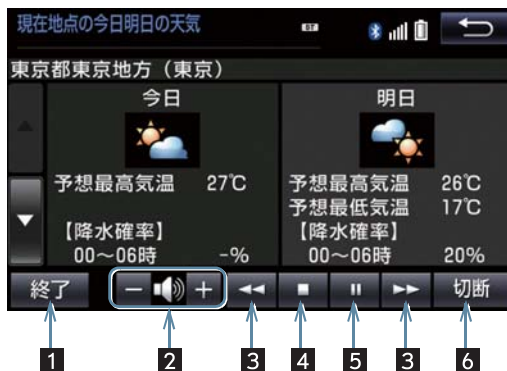 現在地点の今日明日の天気 BT
東京都東京地方(東京)
今日 明日
予想最高気温 27℃ 予想最高気温 26℃
予想最低気温 17℃
【降水確率】 【降水確率】
00～06時 -% 00～06時 20%
終了 － ＋ 切断
1 2 3 4 5 3 6